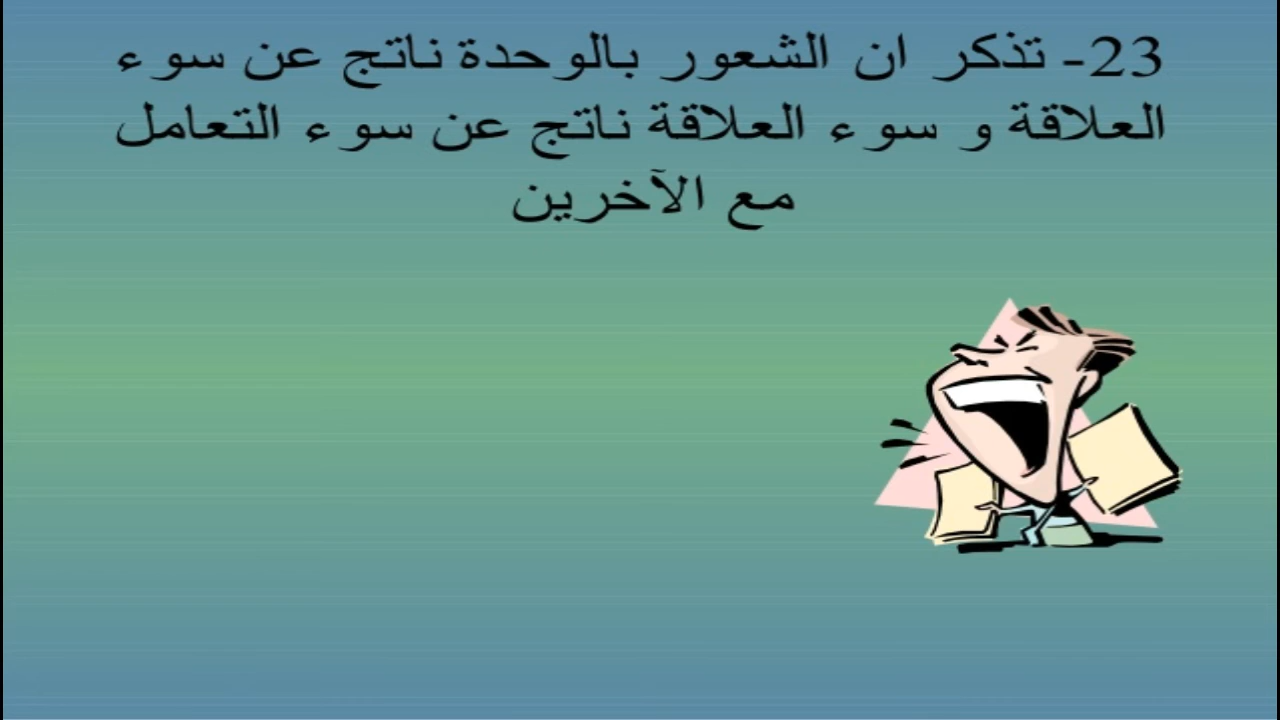 23- تذكر ان الشعور بالوحدة ناتج عن سوء
العلاقة و سوء العلاقة ناتج عن سوء التعامل
مع الآخرين